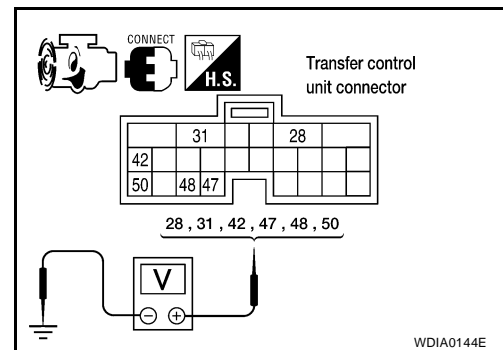 CONNECT
H.S.
Transfer control
unit connector
31 28
42
50 48 47
28 , 31 , 42 , 47 , 48 , 50
V
− +
WDIA0144E